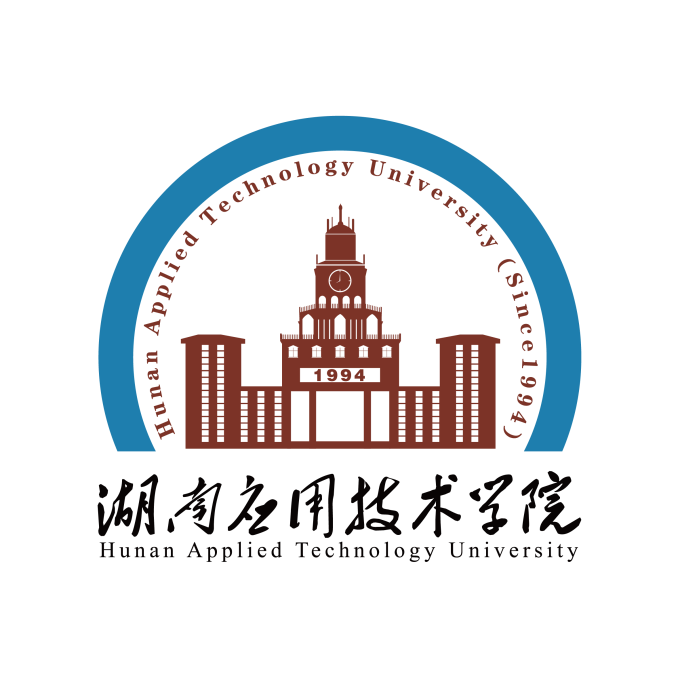 Hunan Applied Technology University (Since1994)
1994
湖南应用技术学院
Hunan Applied Technology University